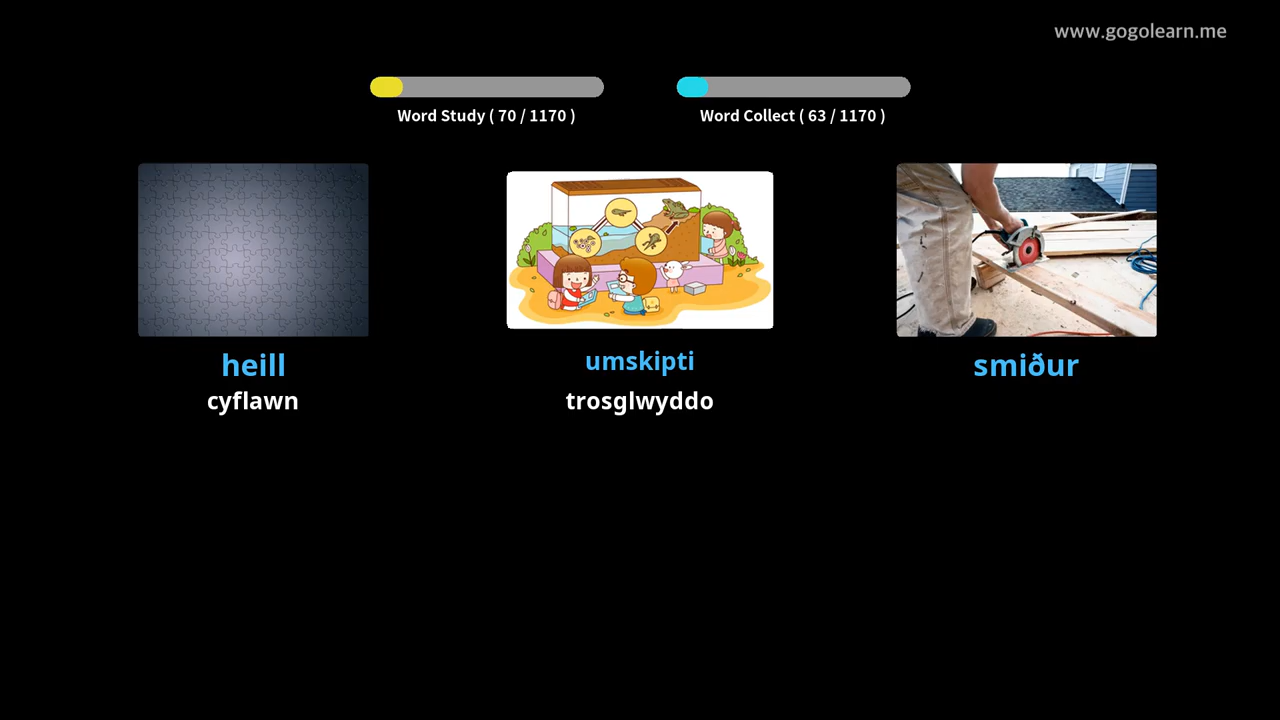 www.gogolearn.me
Word Study ( 70 / 1170 )
Word Collect ( 63 / 1170 )
heill
cyflawn
umskipti
trosglwyddo
smiður